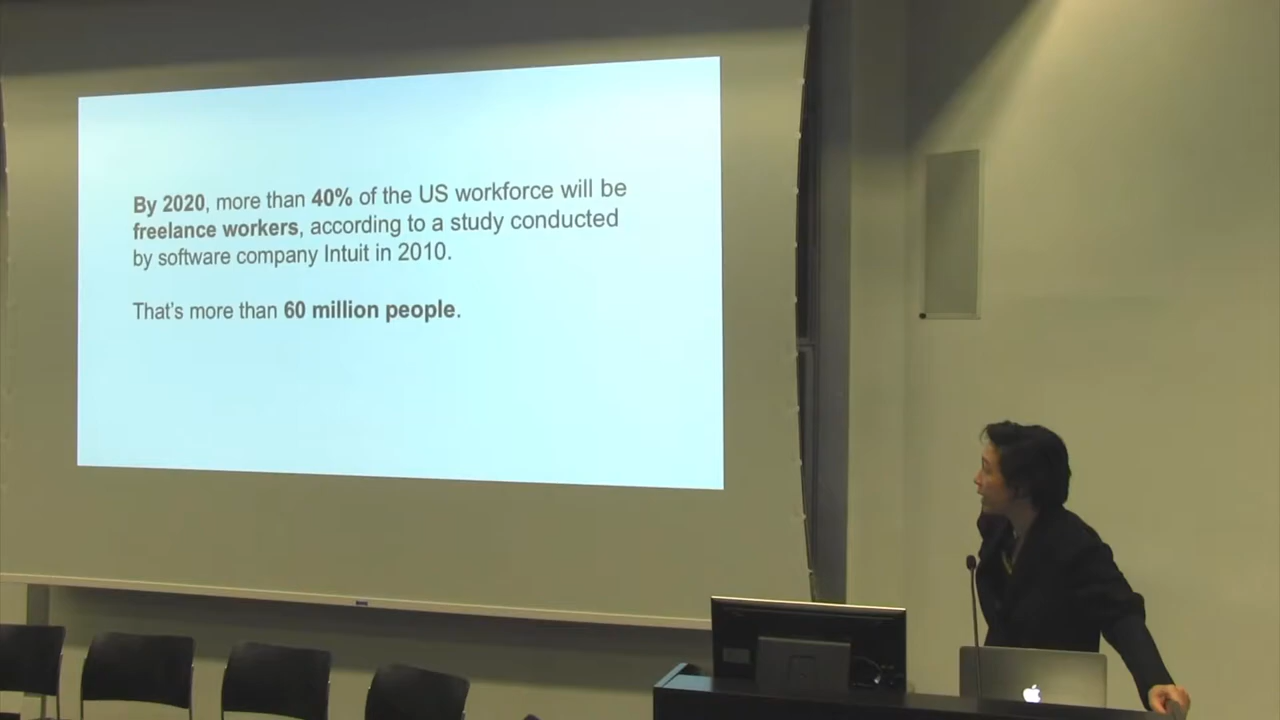 By 2020, more than 40% of the US workforce will be
freelance workers, according to a study conducted
by software company Intuit in 2010.
That's more than 60 million people.